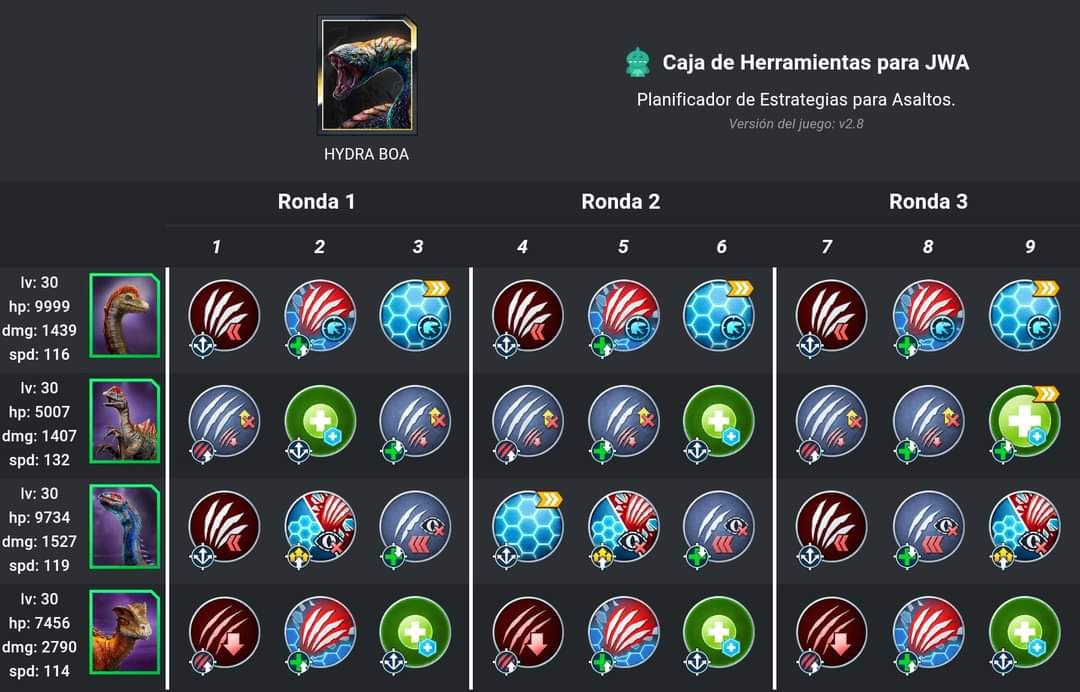 HYDRA BOA
Caja de Herramientas para JWA
Planificador de Estrategias para Asaltos.
Versión del juego: v2.8
Ronda 1
Ronda 2
Ronda 3
1
2
3
4
5
6
7
8
9
lv: 30
hp: 9999
dmg: 1439
spd: 116
lv: 30
hp: 5007
dmg: 1407
spd: 132
lv: 30
hp: 9734
dmg: 1527
spd: 119
lv: 30
hp: 7456
dmg: 2790
spd: 114